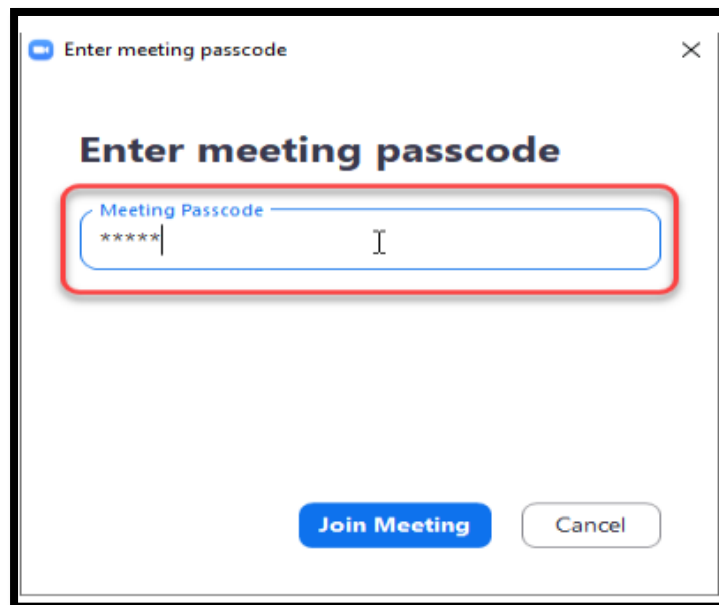 Enter meeting passcode
Enter meeting passcode
Meeting Passcode
*****
Join Meeting
Cancel